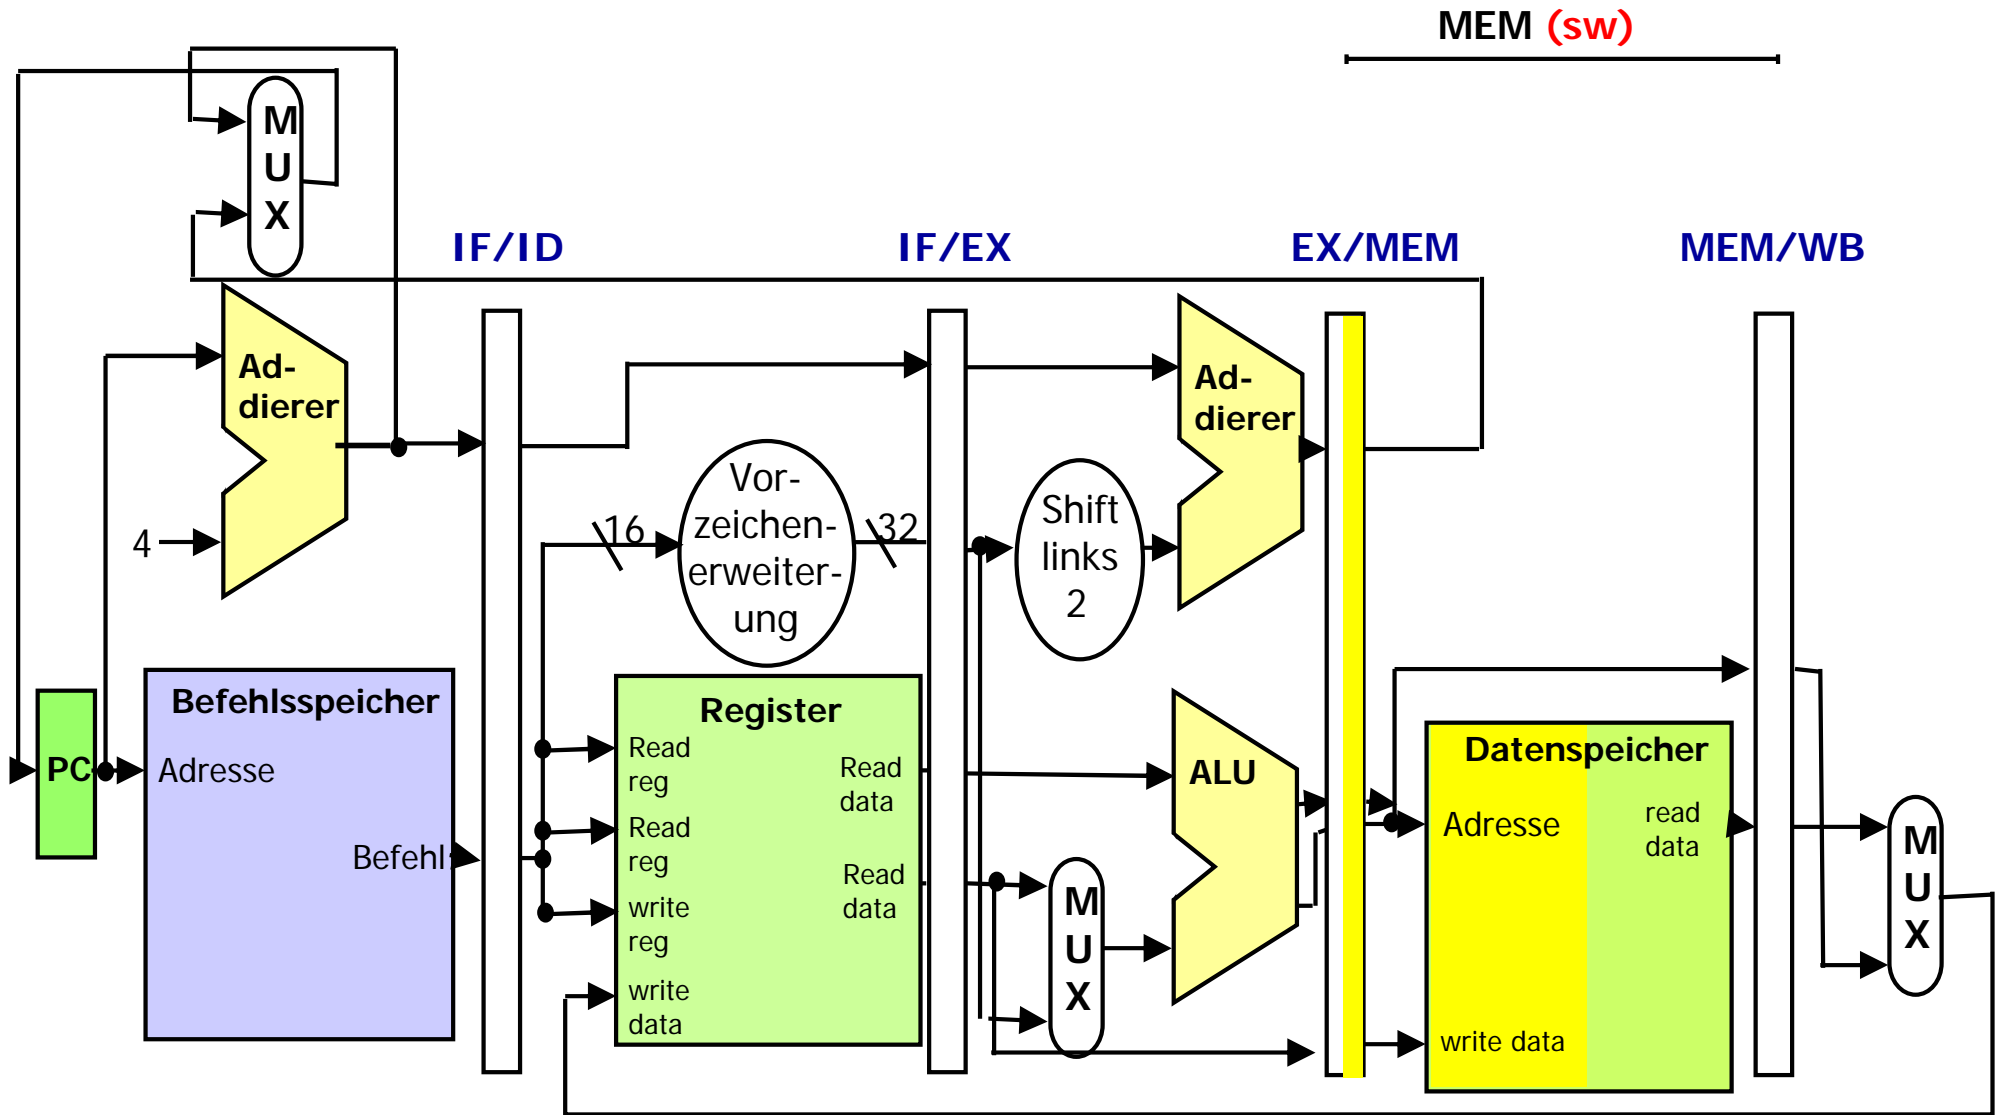 MEM (sw)
M
U
X
IF/ID
IF/EX
EX/MEM
MEM/WB
Ad-
dierer
4
16
Vor-
zeichen-
erweiter-
ung
32
Shift
links
2
Ad-
dierer
PC
Befehlsspeicher
Adresse
Befehl
Register
Read
reg
Read
reg
write
reg
write
data
Read
data
Read
data
M
U
X
ALU
Datenspeicher
Adresse
read
data
write data
M
U
X